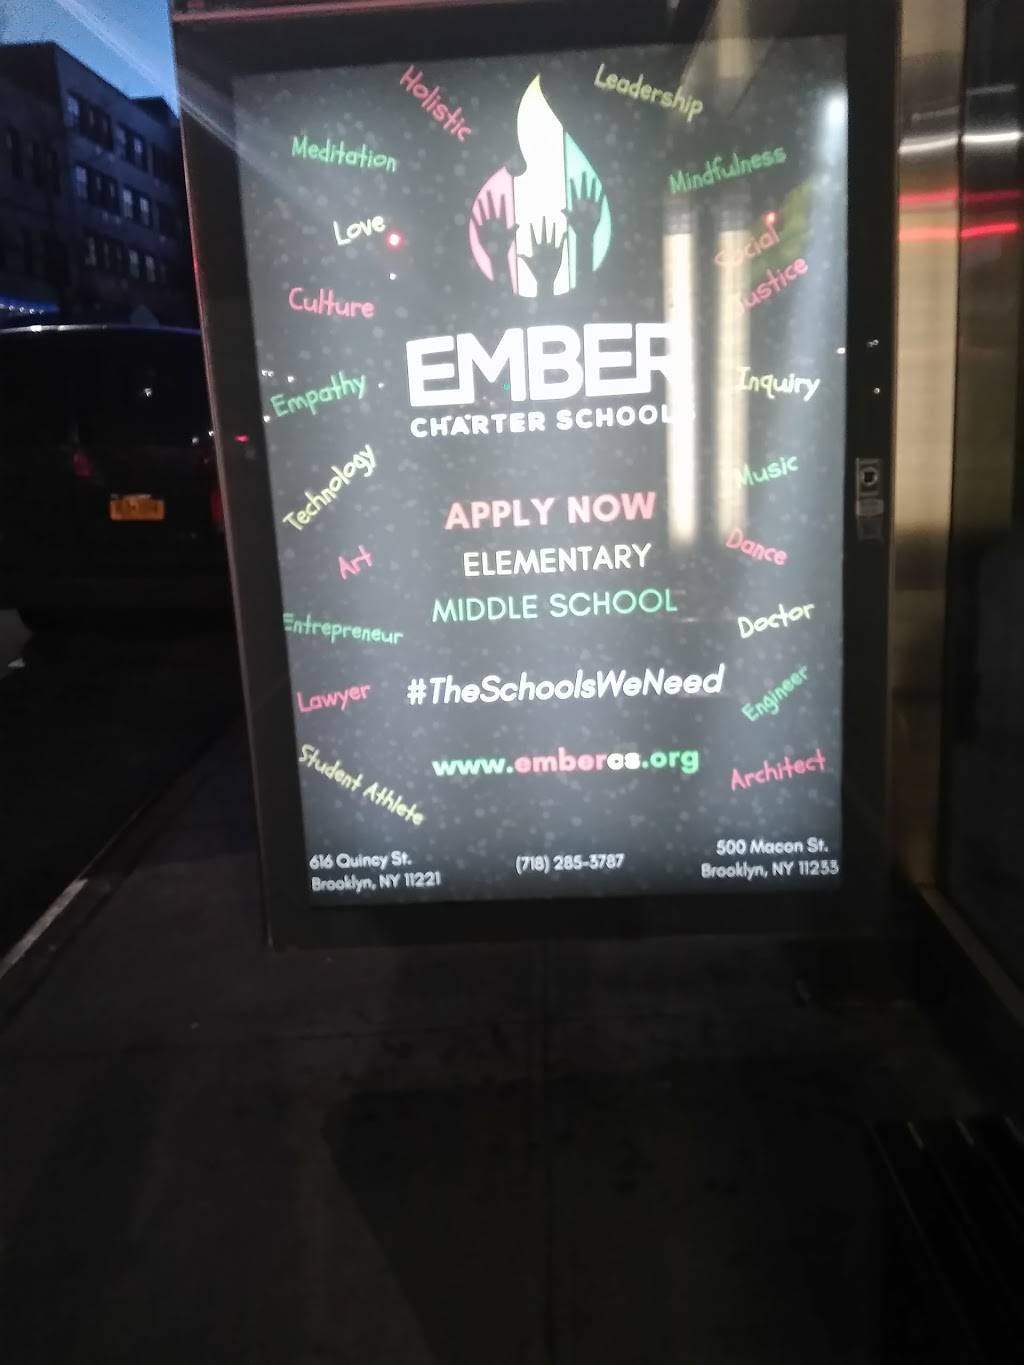 Holistic
Leadership
Meditation
Mindfulness
Love
Social
Justice
Culture
EMBER
CHARTER SCHOOLS
Empathy
Inquiry
Technology
Music
APPLY NOW
ELEMENTARY
MIDDLE SCHOOL
Art
Dance
Entrepreneur
Doctor
#TheSchoolsWeNeed
Lawyer
Engineer
www.embercs.org
Student Athlete
Architect
616 Quincy St.
Brooklyn, NY 11221
(718) 285-3787
500 Macon St.
Brooklyn, NY 11233